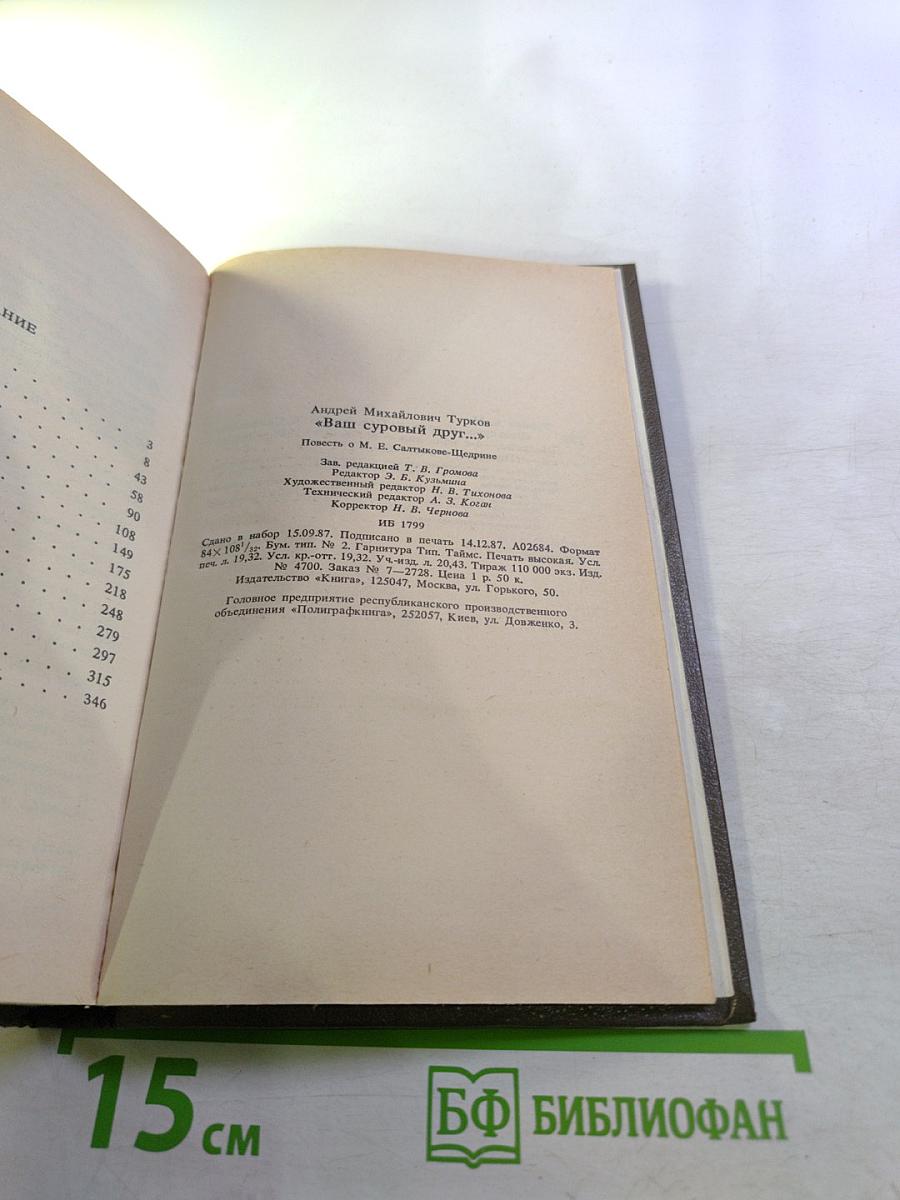 АНИЕ
3
8
43
58
90
108
149
175
218
248
279
297
315
346
Андрей Михайлович Турков
«Ваш суровый друг...»
Повесть о М. Е. Салтыкове-Щедрине
Зав. редакцией Т. В. Громова
Редактор Э. Б. Кузьмина
Художественный редактор Н. В. Тихонова
Технический редактор А. З. Коган
Корректор Н. В. Чернова
ИБ 1799
Сдано в набор 15.09.87. Подписано в печать 14.12.87. А02684. Формат
84×108¹/₃₂. Бум. тип. № 2. Гарнитура Тип. Таймс. Печать высокая. Усл.
печ. л. 19,32. Усл. кр.-отт. 19,32. Уч.-изд. л. 20,43. Тираж 110 000 экз. Изд.
№ 4700. Заказ № 7—2728. Цена 1 р. 50 к.
Издательство «Книга», 125047, Москва, ул. Горького, 50.
Головное предприятие республиканского производственного
объединения «Полиграфкнига», 252057, Киев, ул. Довженко, 3.
15 см
БФ БИБЛИОФАН